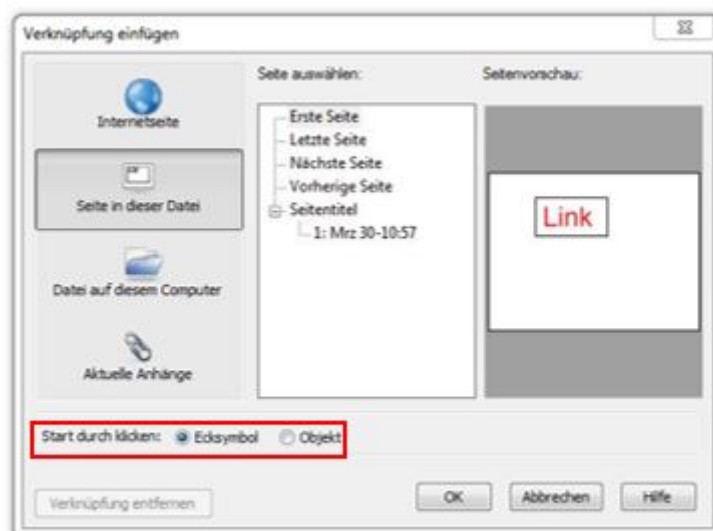 Verknüpfung einfügen
Internetseite
Seite in dieser Datei
Datei auf diesem Computer
Aktuelle Anhänge
Seite auswählen:
Erste Seite
Letzte Seite
Nächste Seite
Vorherige Seite
Seitentitel
1: Mrz 30-10:57
Seitenvorschau:
Link
Start durch klicken: Ecksymbol Objekt
Verknüpfung entfernen OK Abbrechen Hilfe